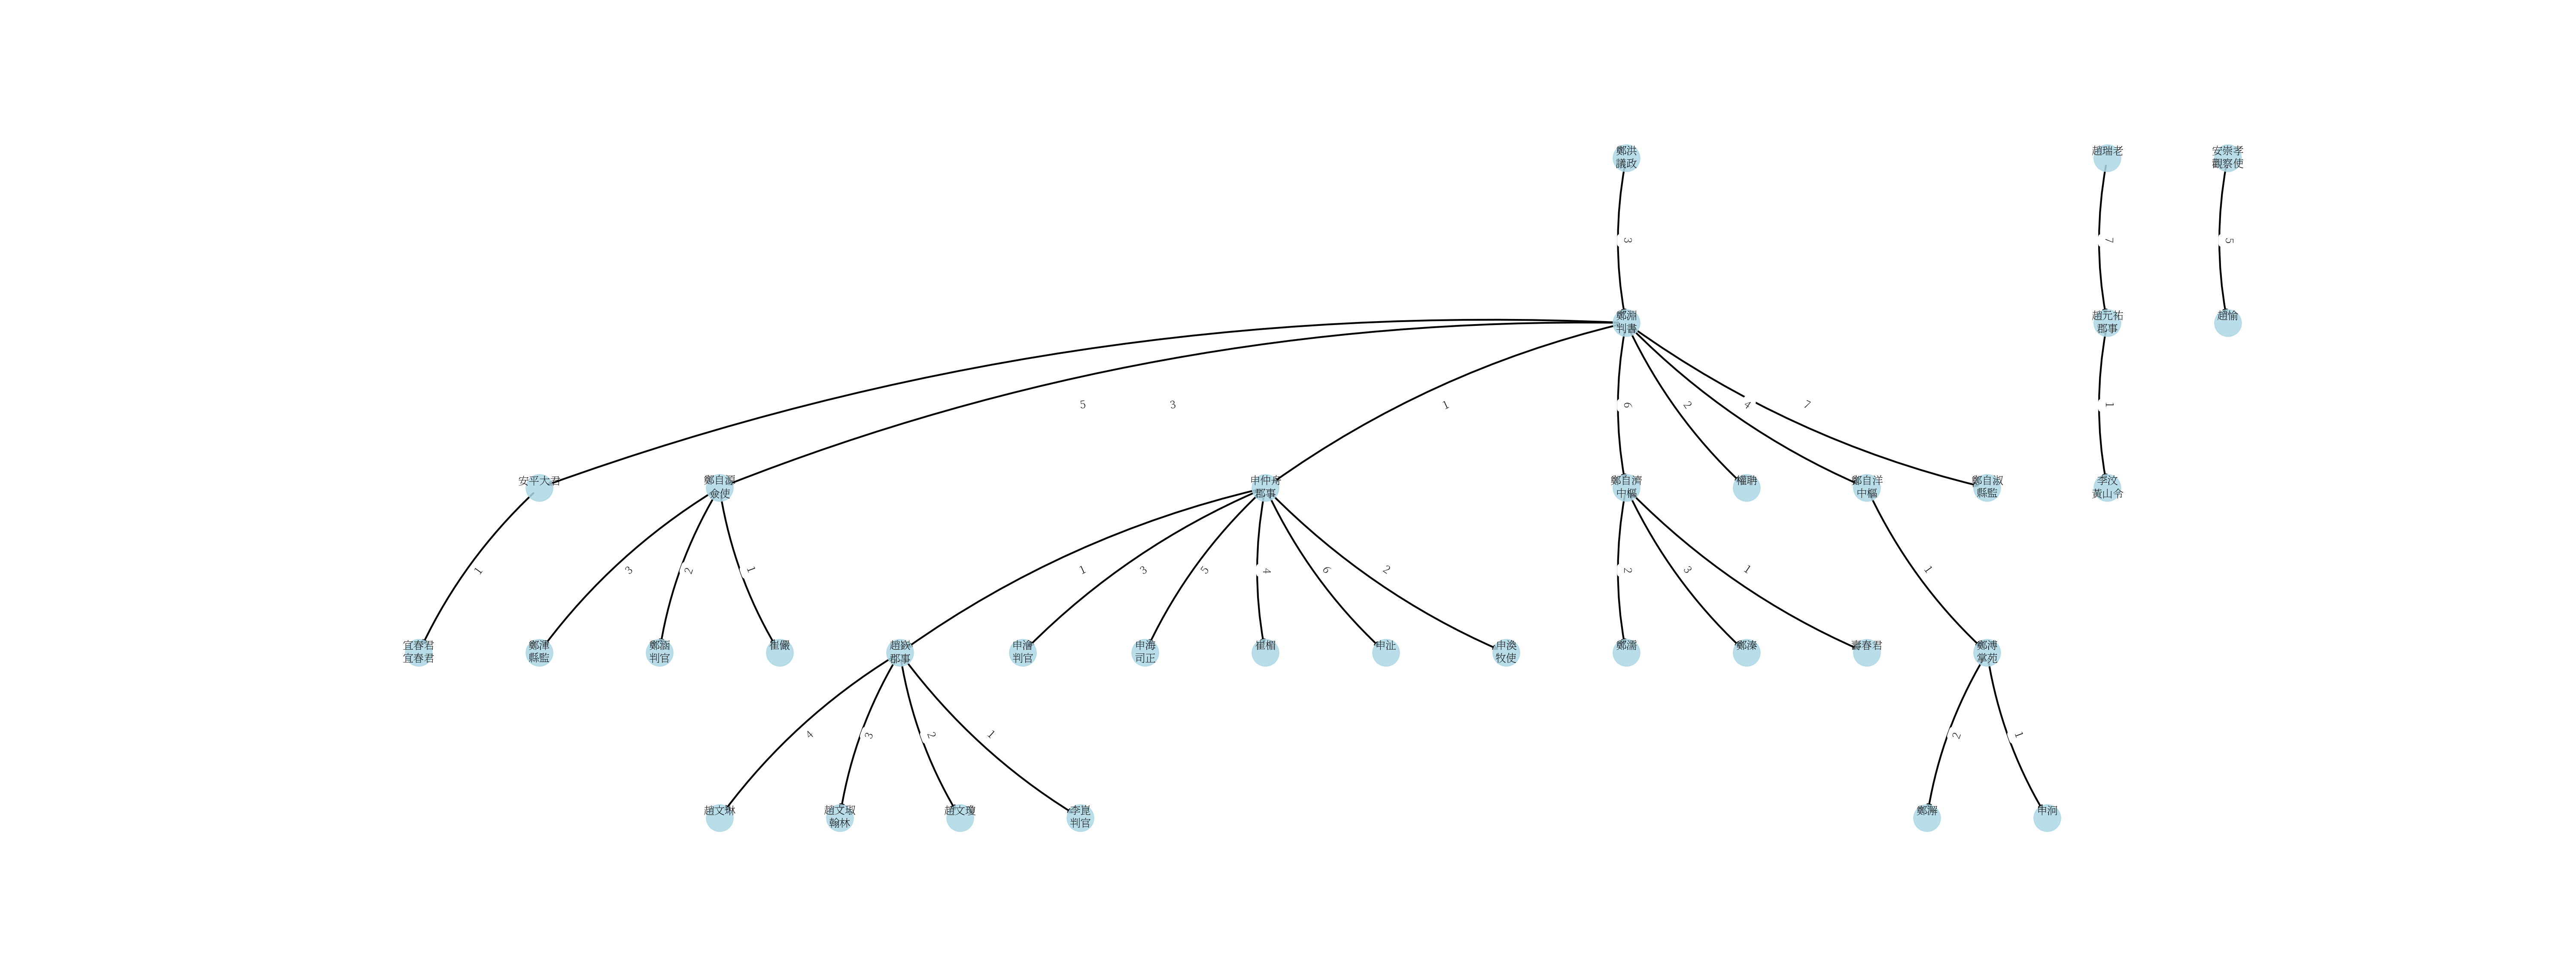 鄭洪
議政
趙瑞老
安崇孝
觀察使
3
7
5
鄭淵
判書
趙元祐
郡事
趙愉
5
3
1
6
2
4
7
1
安平大君
鄭自源
僉使
申仲舟
郡事
鄭自濟
中樞
權聃
鄭自洋
中樞
鄭自淑
縣監
李汶
黃山令
1
3
2
1
1
3
5
4
6
2
2
3
1
1
宜春君
宜春君
鄭渾
縣監
鄭涵
判官
崔儼
趙嶔
郡事
申澮
判官
申海
司正
崔楣
申沚
申渙
牧使
鄭濡
鄭溱
壽春君
鄭溥
掌苑
4
3
2
1
2
1
趙文琳
趙文琡
翰林
趙文瓊
李崑
判官
鄭澥
申泂